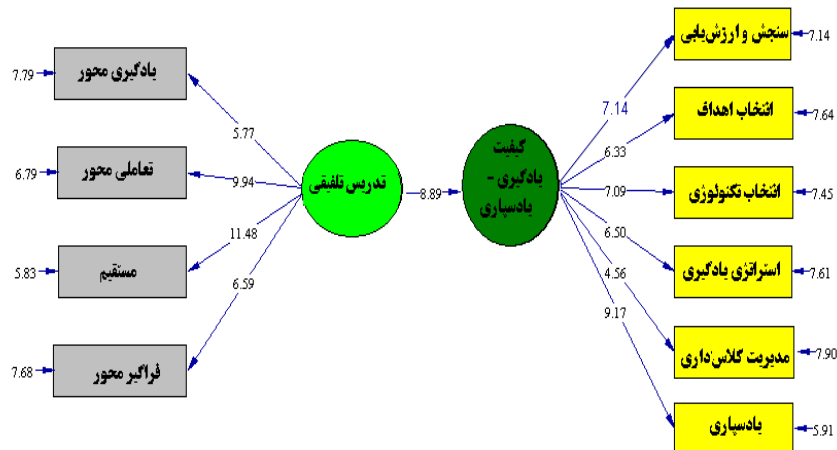 سنجش و ارزش‌یابی
7.14
7.14
انتخاب اهداف
7.64
6.33
انتخاب تکنولوژی
7.45
7.09
استراتژی یادگیری
7.61
6.50
مدیریت کلاس‌داری
7.90
4.56
یادسپاری
5.91
9.17
کیفیت
یادگیری -
یادسپاری
8.89
تدریس تلفیقی
یادگیری محور
7.79
5.77
تعاملی محور
6.79
9.94
مستقیم
5.83
11.48
فراگیر محور
7.68
6.59